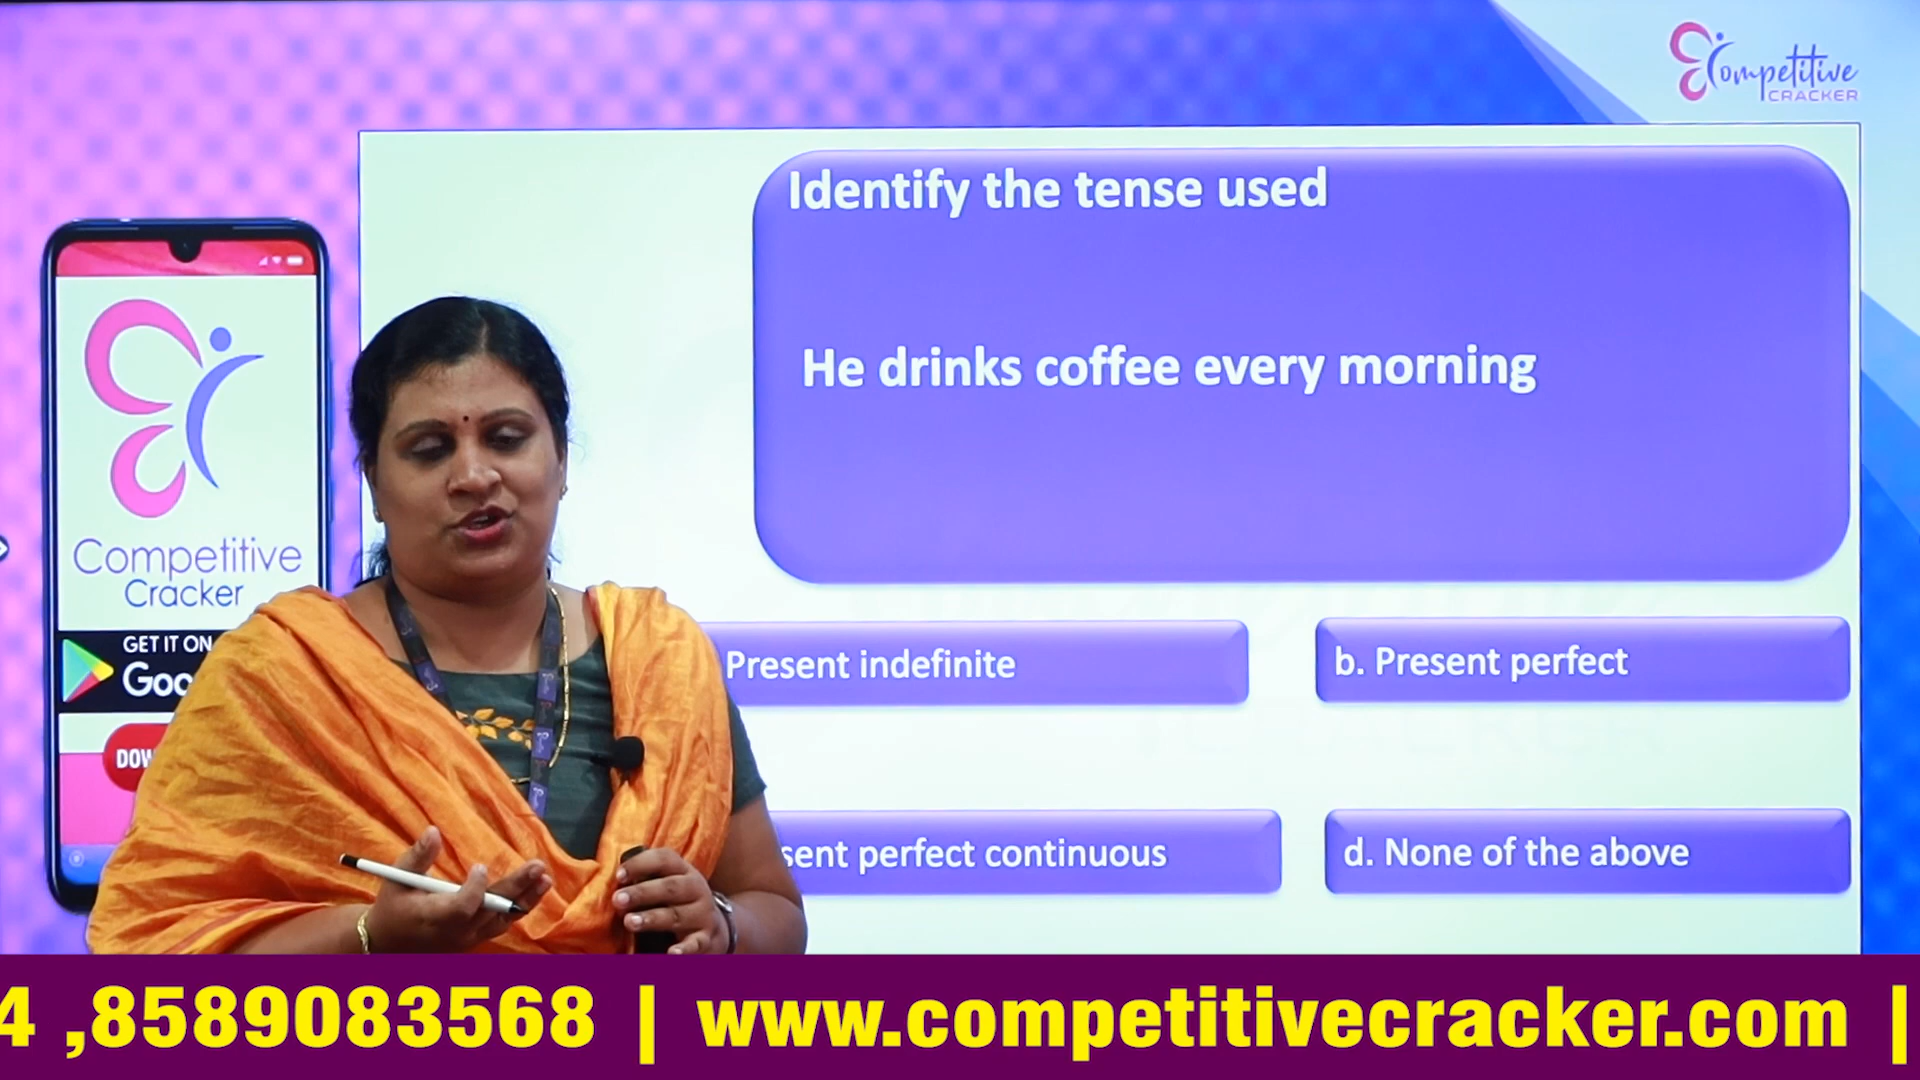 Competitive
CRACKER
Identify the tense used
He drinks coffee every morning
Competitive
Cracker
GET IT ON
Present indefinite
b. Present perfect
perfect continuous
d. None of the above
4 ,8589083568 | www.competitivecracker.com |